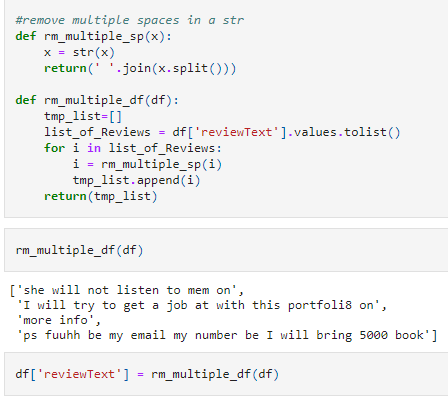 #remove multiple spaces in a str
def rm_multiple_sp(x):
    x = str(x)
    return(' '.join(x.split()))
def rm_multiple_df(df):
    tmp_list=[]
    list_of_Reviews = df['reviewText'].values.tolist()
    for i in list_of_Reviews:
        i = rm_multiple_sp(i)
        tmp_list.append(i)
    return(tmp_list)
rm_multiple_df(df)
['she will not listen to mem on',
 'I will try to get a job at with this portfoli8 on',
 'more info',
 'ps fuuhh be my email my number be I will bring 5000 book']
df['reviewText'] = rm_multiple_df(df)